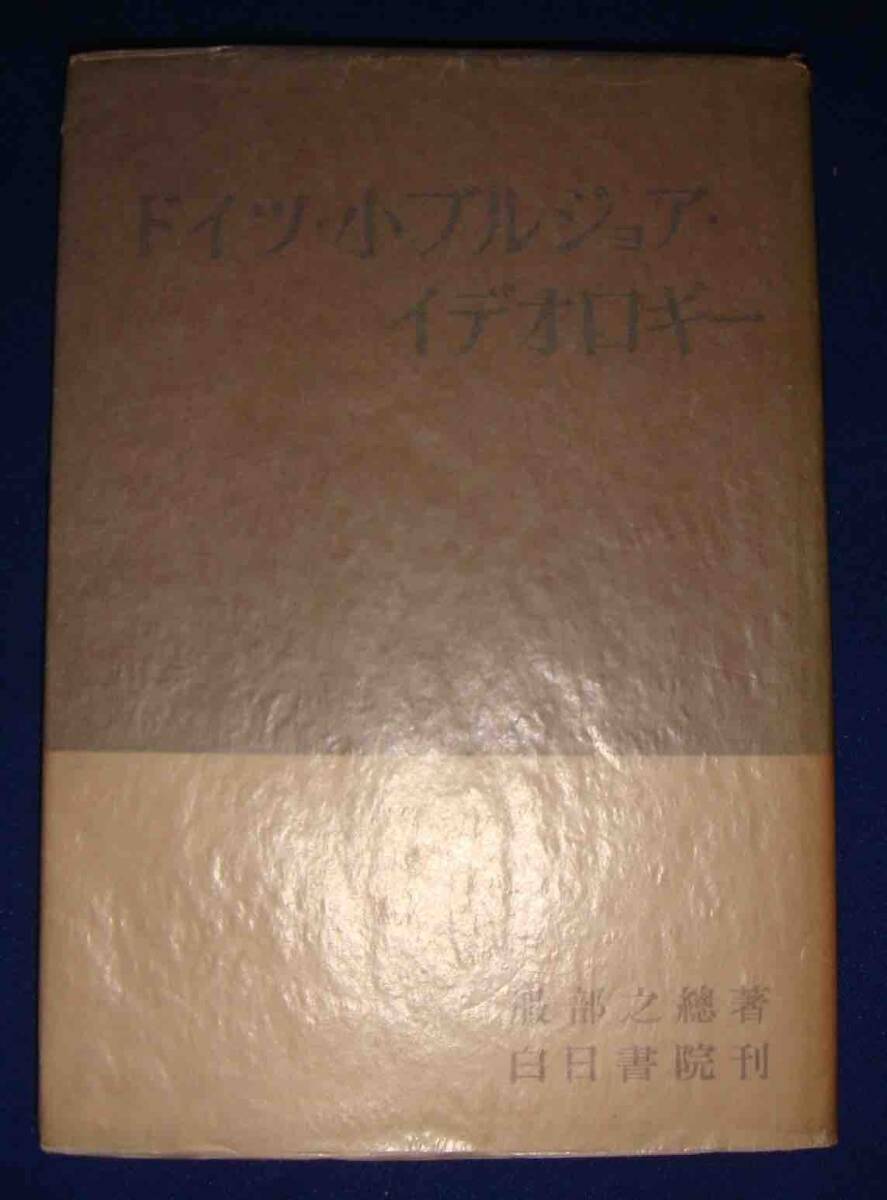 ドイツ・小ブルジョア・
イデオロギー
服部之總著
白日書院刊